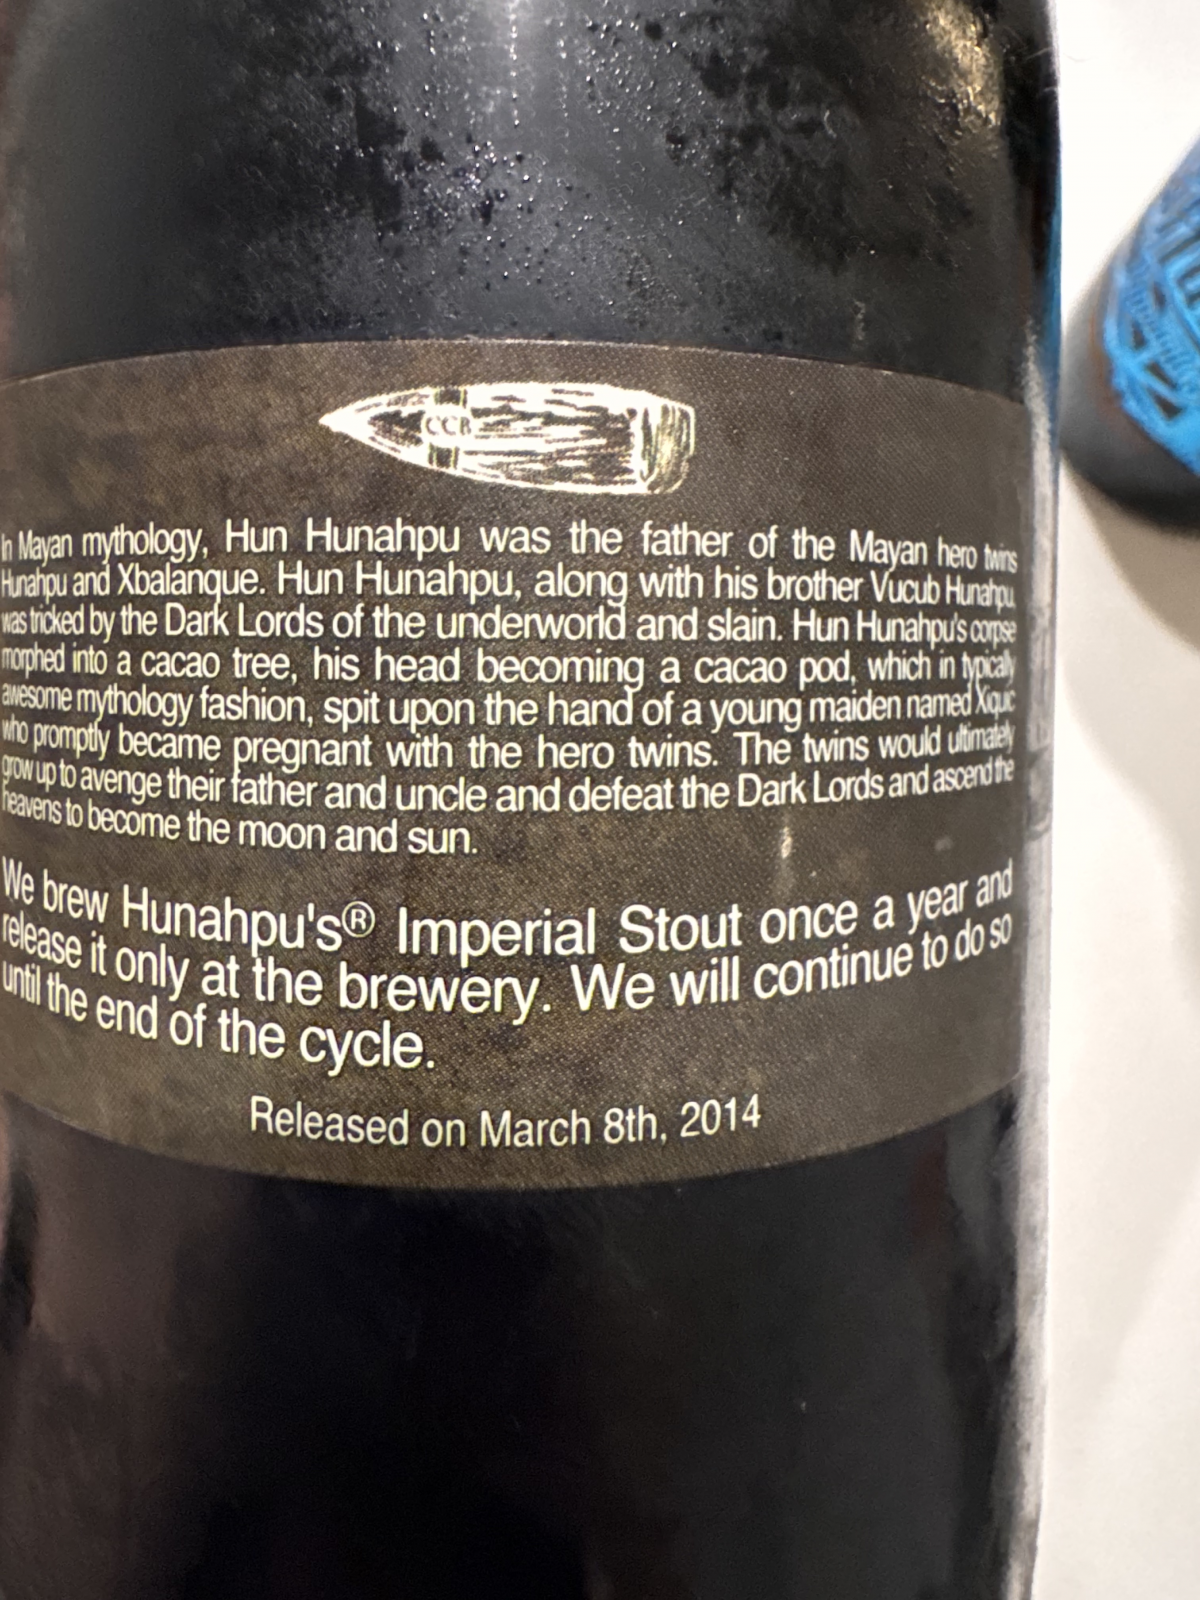 CCB
In Mayan mythology, Hun Hunahpu was the father of the Mayan hero twins
Hunahpu and Xbalanque. Hun Hunahpu, along with his brother Vucub Hunahpu,
was tricked by the Dark Lords of the underworld and slain. Hun Hunahpu's corpse
morphed into a cacao tree, his head becoming a cacao pod, which in typically
awesome mythology fashion, spit upon the hand of a young maiden named Xiquic
who promptly became pregnant with the hero twins. The twins would ultimately
grow up to avenge their father and uncle and defeat the Dark Lords and ascend the
heavens to become the moon and sun.
We brew Hunahpu's® Imperial Stout once a year and
release it only at the brewery. We will continue to do so
until the end of the cycle.
Released on March 8th, 2014